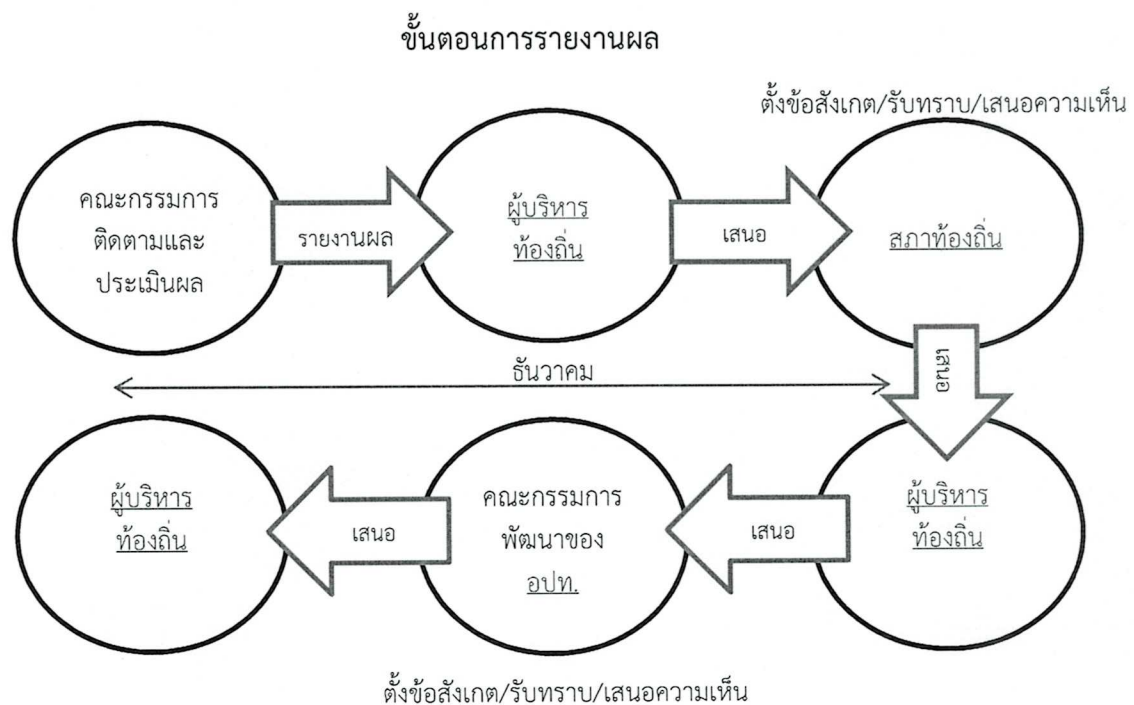 ขั้นตอนการรายงานผล
ตั้งข้อสังเกต/รับทราบ/เสนอความเห็น
คณะกรรมการ
ติดตามและ
ประเมินผล
รายงานผล
ผู้บริหาร
ท้องถิ่น
เสนอ
สภาท้องถิ่น
เสนอ
ธันวาคม
ผู้บริหาร
ท้องถิ่น
เสนอ
คณะกรรมการ
พัฒนาของ
อปท.
เสนอ
ผู้บริหาร
ท้องถิ่น
ตั้งข้อสังเกต/รับทราบ/เสนอความเห็น